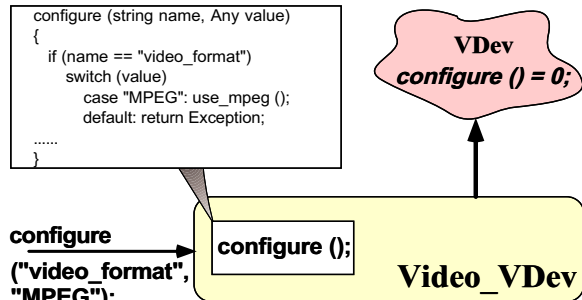 configure (string name, Any value)
{
if (name == "video_format")
switch (value)
case "MPEG": use_mpeg ();
default: return Exception;
......
}
VDev
configure () = 0;
configure
("video_format",
"MPEG");
configure ();
Video_VDev